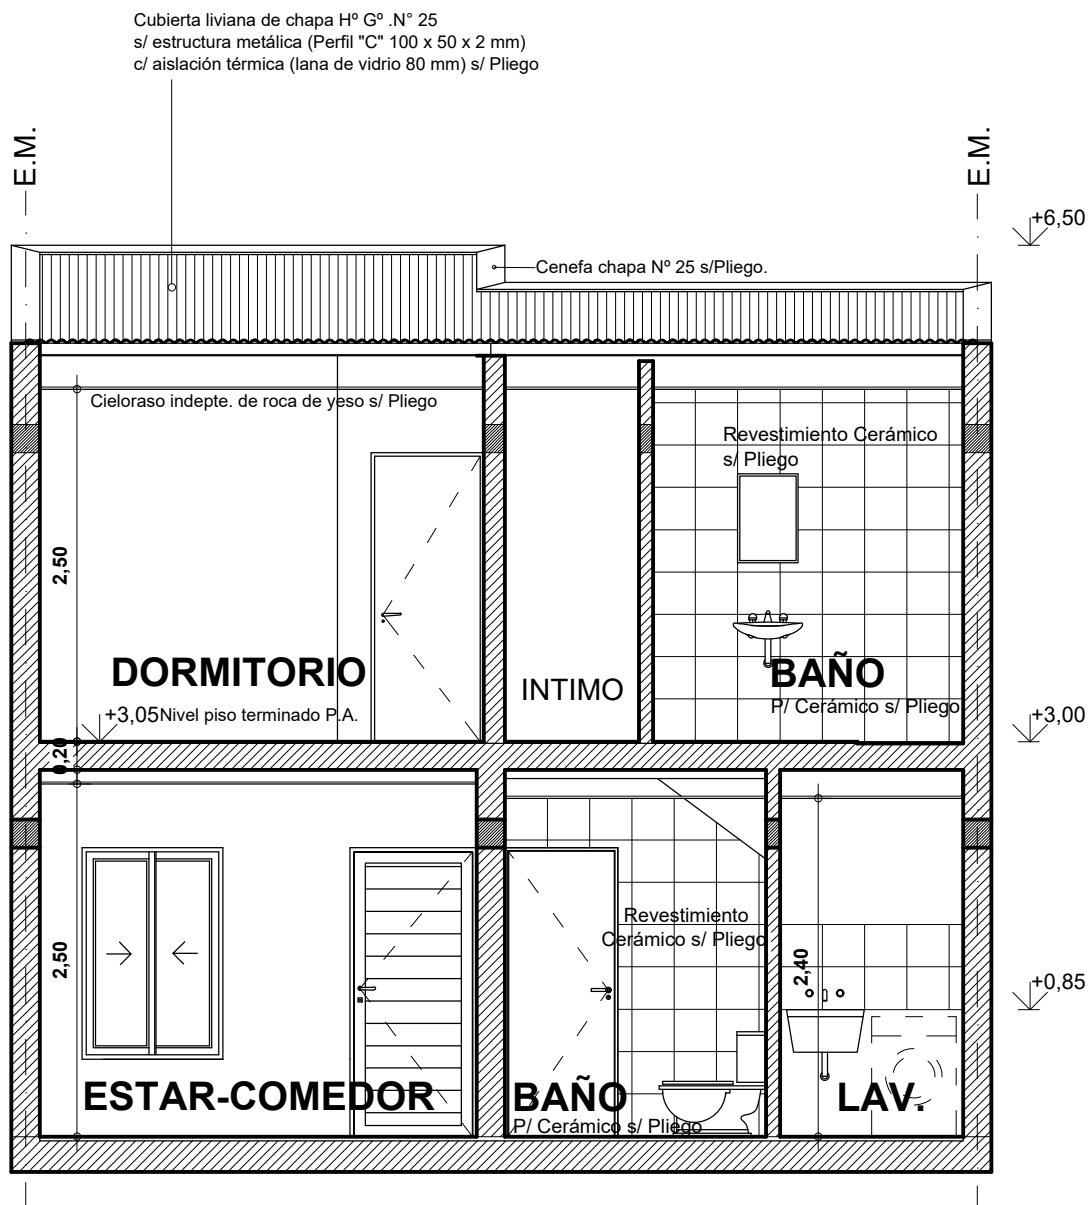 Cubierta liviana de chapa Hº Gº .N° 25
s/ estructura metálica (Perfil "C" 100 x 50 x 2 mm)
c/ aislación térmica (lana de vidrio 80 mm) s/ Pliego
E.M.
E.M.
+6,50
Cenefa chapa Nº 25 s/Pliego.
Cieloraso indepte. de roca de yeso s/ Pliego
Revestimiento Cerámico
s/ Pliego
2,50
DORMITORIO
INTIMO
BAÑO
P/ Cerámico s/ Pliego
+3,05 Nivel piso terminado P.A.
+3,00
0,20
Revestimiento
Cerámico s/ Pliego
2,50
2,40
+0,85
ESTAR-COMEDOR
BAÑO
P/ Cerámico s/ Pliego
LAV.